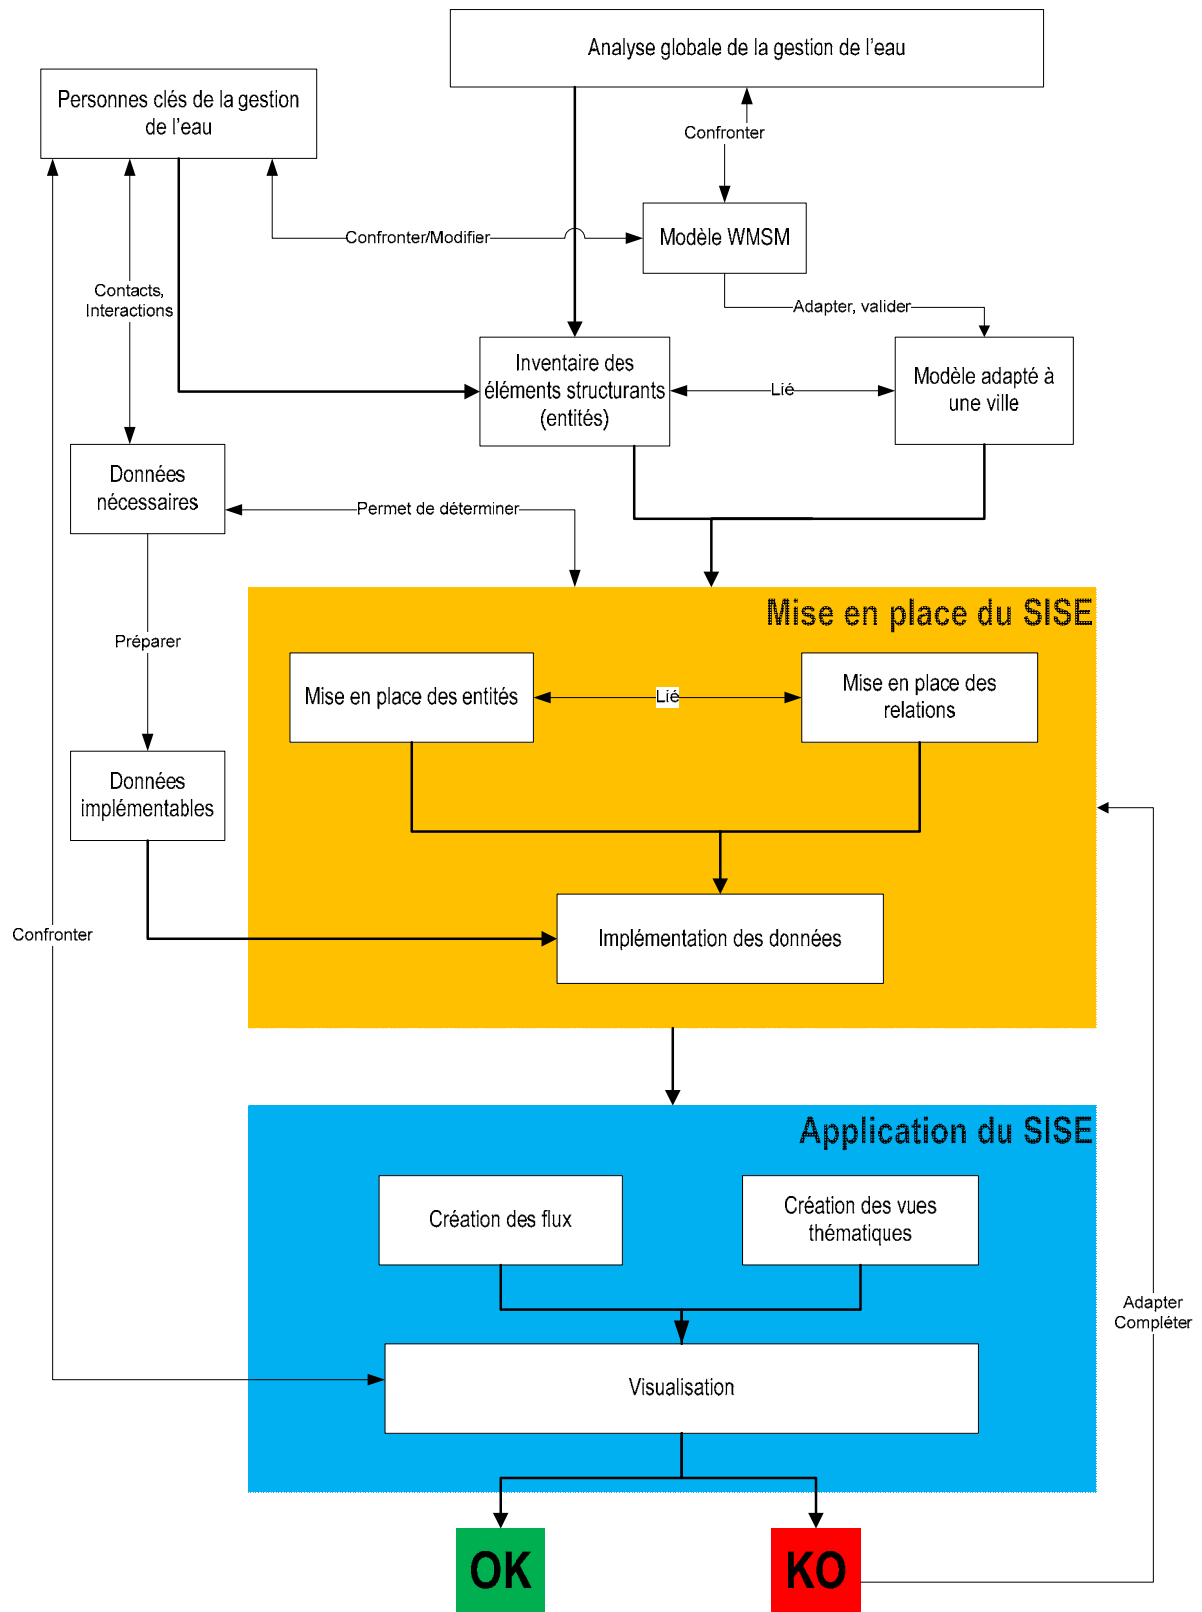 Analyse globale de la gestion de l'eau
Personnes clés de la gestion
de l'eau
Confronter
Modèle WMSM
Confronter/Modifier
Contacts,
Interactions
Adapter, valider
Inventaire des
éléments structurants
(entités)
Lié
Modèle adapté à
une ville
Données
nécessaires
Permet de déterminer
Mise en place du SISE
Préparer
Mise en place des entités
Lié
Mise en place des
relations
Données
implémentables
Confronter
Implémentation des données
Application du SISE
Création des flux
Création des vues
thématiques
Adapter
Compléter
Visualisation
OK
KO